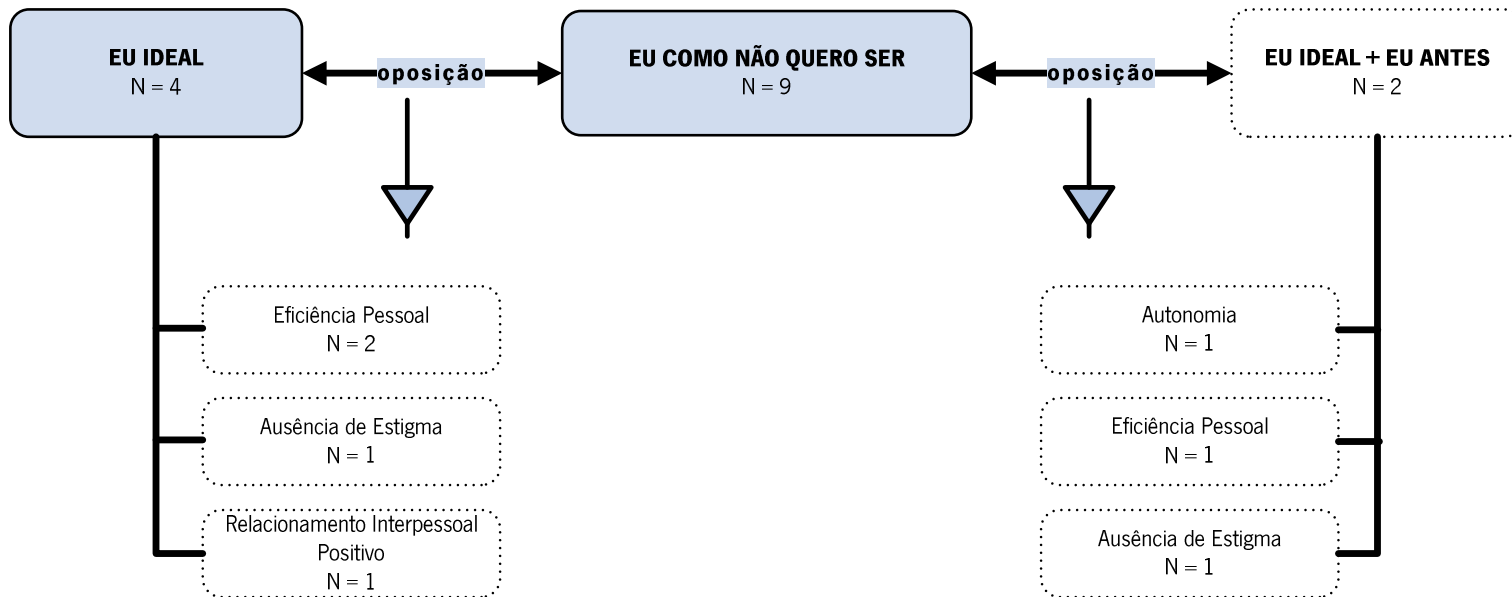 EU IDEAL
N = 4
oposição
EU COMO NÃO QUERO SER
N = 9
oposição
EU IDEAL + EU ANTES
N = 2
Eficiência Pessoal
N = 2
Ausência de Estigma
N = 1
Relacionamento Interpessoal
Positivo
N = 1
Autonomia
N = 1
Eficiência Pessoal
N = 1
Ausência de Estigma
N = 1